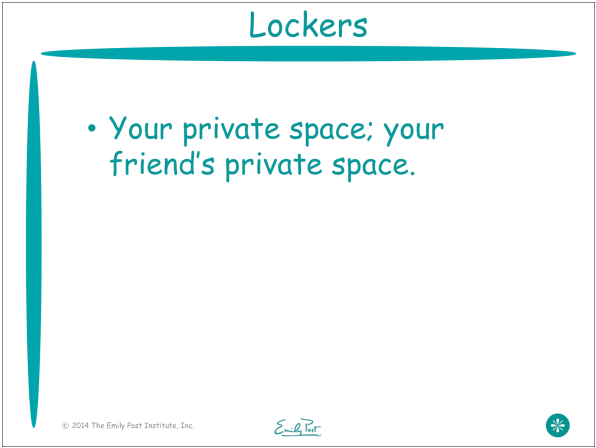 Lockers
• Your private space; your
friend's private space.
© 2014 The Emily Post Institute, Inc.
Emily Post